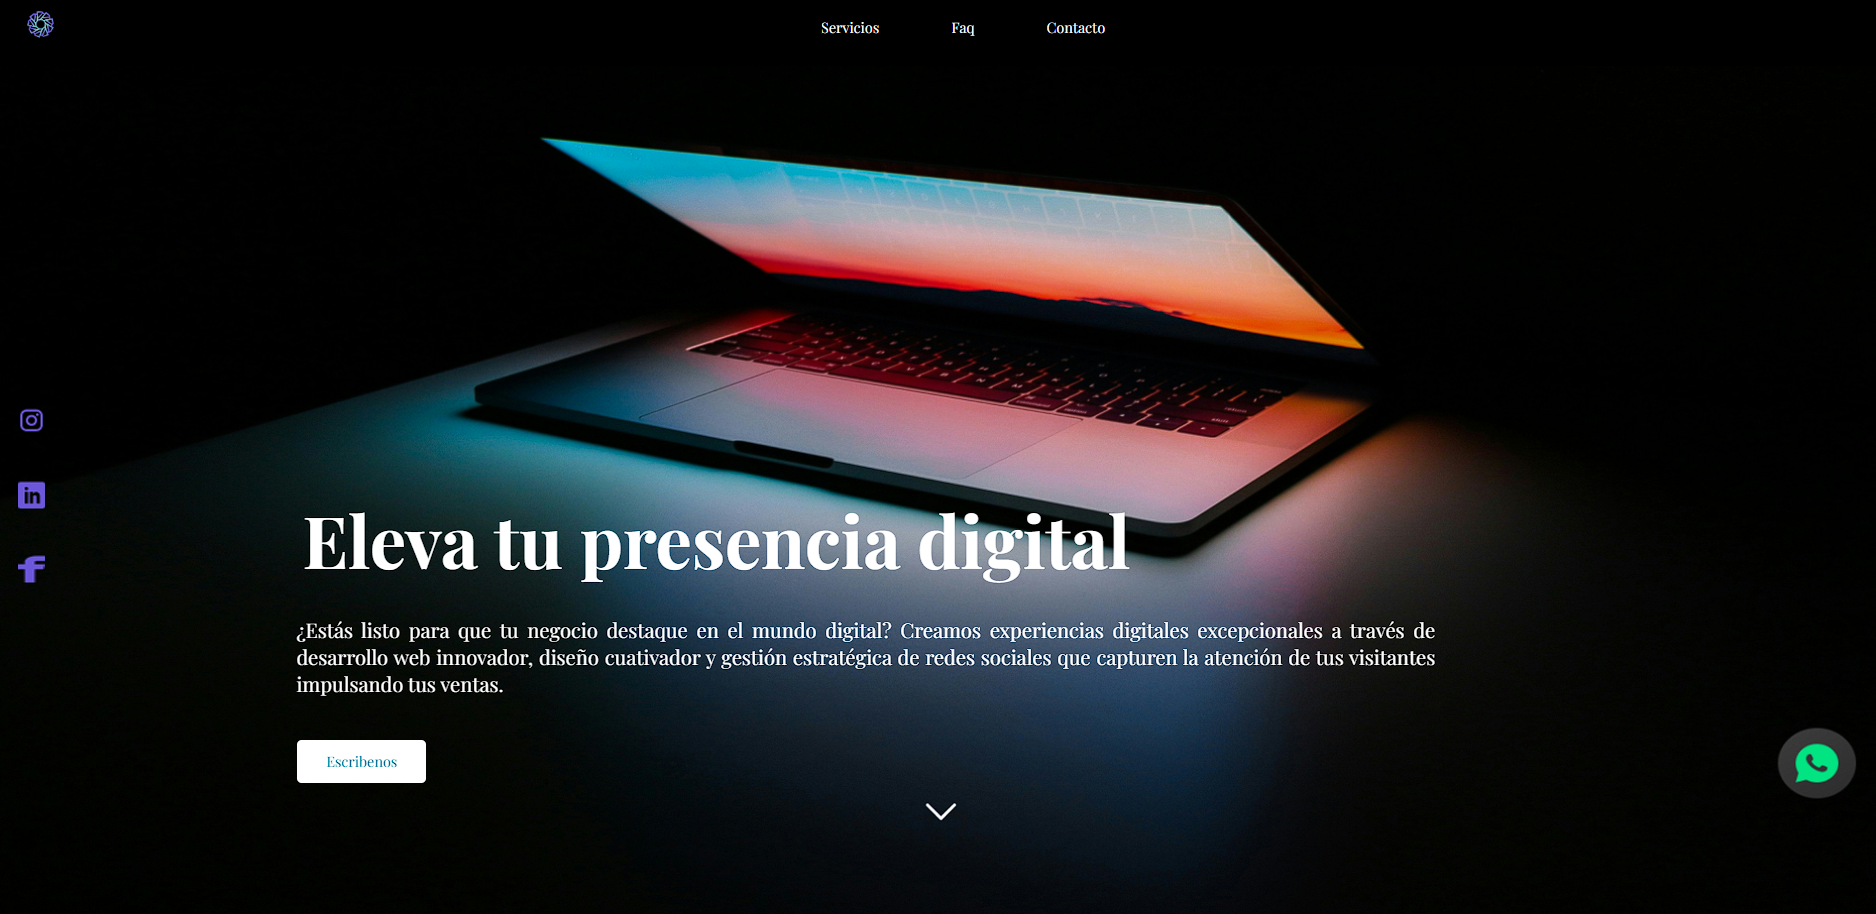 Servicios Faq Contacto
Eleva tu presencia digital
¿Estás listo para que tu negocio destaque en el mundo digital? Creamos experiencias digitales excepcionales a través de
desarrollo web innovador, diseño cuativador y gestión estratégica de redes sociales que capturen la atención de tus visitantes
impulsando tus ventas.
Escribenos